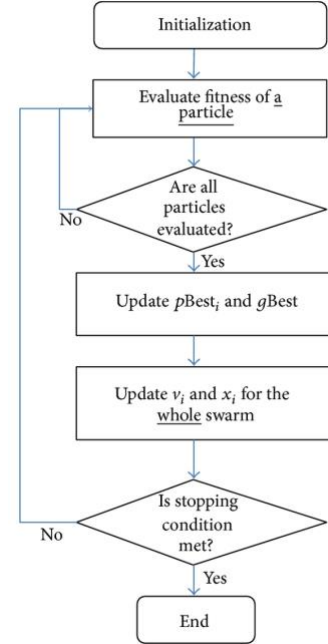 Initialization
Evaluate fitness of a
particle
Are all
particles
evaluated?
No
Yes
Update pBestᵢ and gBest
Update vᵢ and xᵢ for the
whole swarm
Is stopping
condition
met?
No
Yes
End